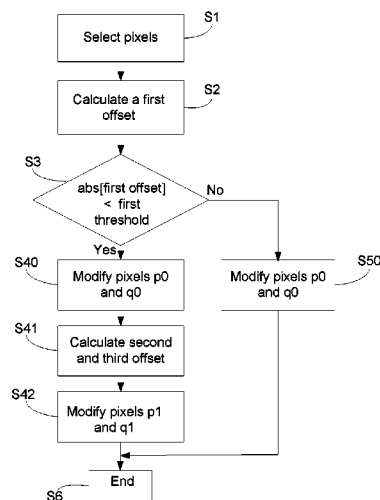 S1
Select pixels
S2
Calculate a first
offset
S3
abs[first offset]
< first
threshold
No
Yes
S40
Modify pixels p0
and q0
S50
Modify pixels p0
and q0
S41
Calculate second
and third offset
S42
Modify pixels p1
and q1
End
S6